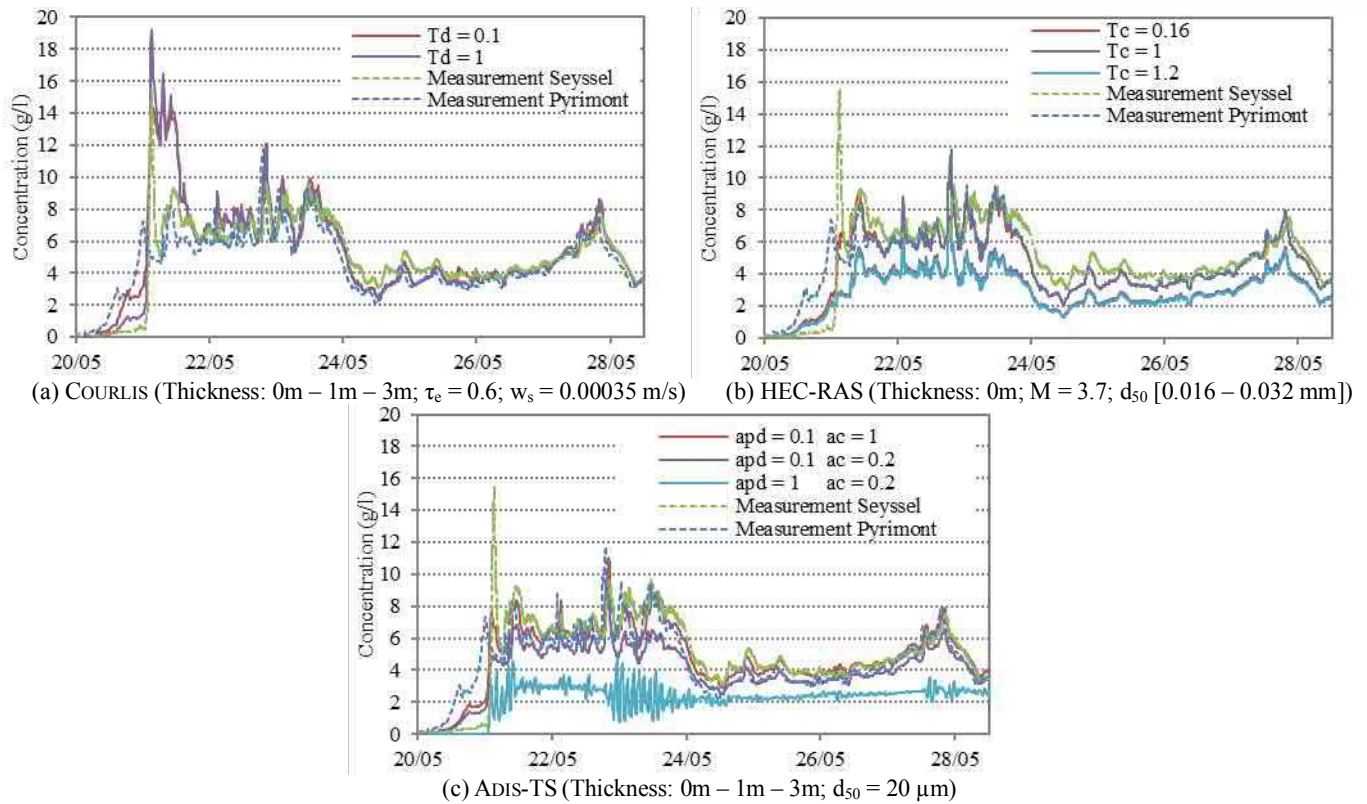 20
18
16
14
12
10
8
6
4
2
0
Concentration (g/l)
Td = 0.1
Td = 1
Measurement Seyssel
Measurement Pyrimont
20/05 22/05 24/05 26/05 28/05
(a) COURLIS (Thickness: 0m – 1m – 3m; τe = 0.6; ws = 0.00035 m/s)
20
18
16
14
12
10
8
6
4
2
0
Concentration (g/l)
Tc = 0.16
Tc = 1
Tc = 1.2
Measurement Seyssel
Measurement Pyrimont
20/05 22/05 24/05 26/05 28/05
(b) HEC-RAS (Thickness: 0m; M = 3.7; d50 [0.016 – 0.032 mm])
20
18
16
14
12
10
8
6
4
2
0
Concentration (g/l)
apd = 0.1 ac = 1
apd = 0.1 ac = 0.2
apd = 1 ac = 0.2
Measurement Seyssel
Measurement Pyrimont
20/05 22/05 24/05 26/05 28/05
(c) ADIS-TS (Thickness: 0m – 1m – 3m; d50 = 20 µm)